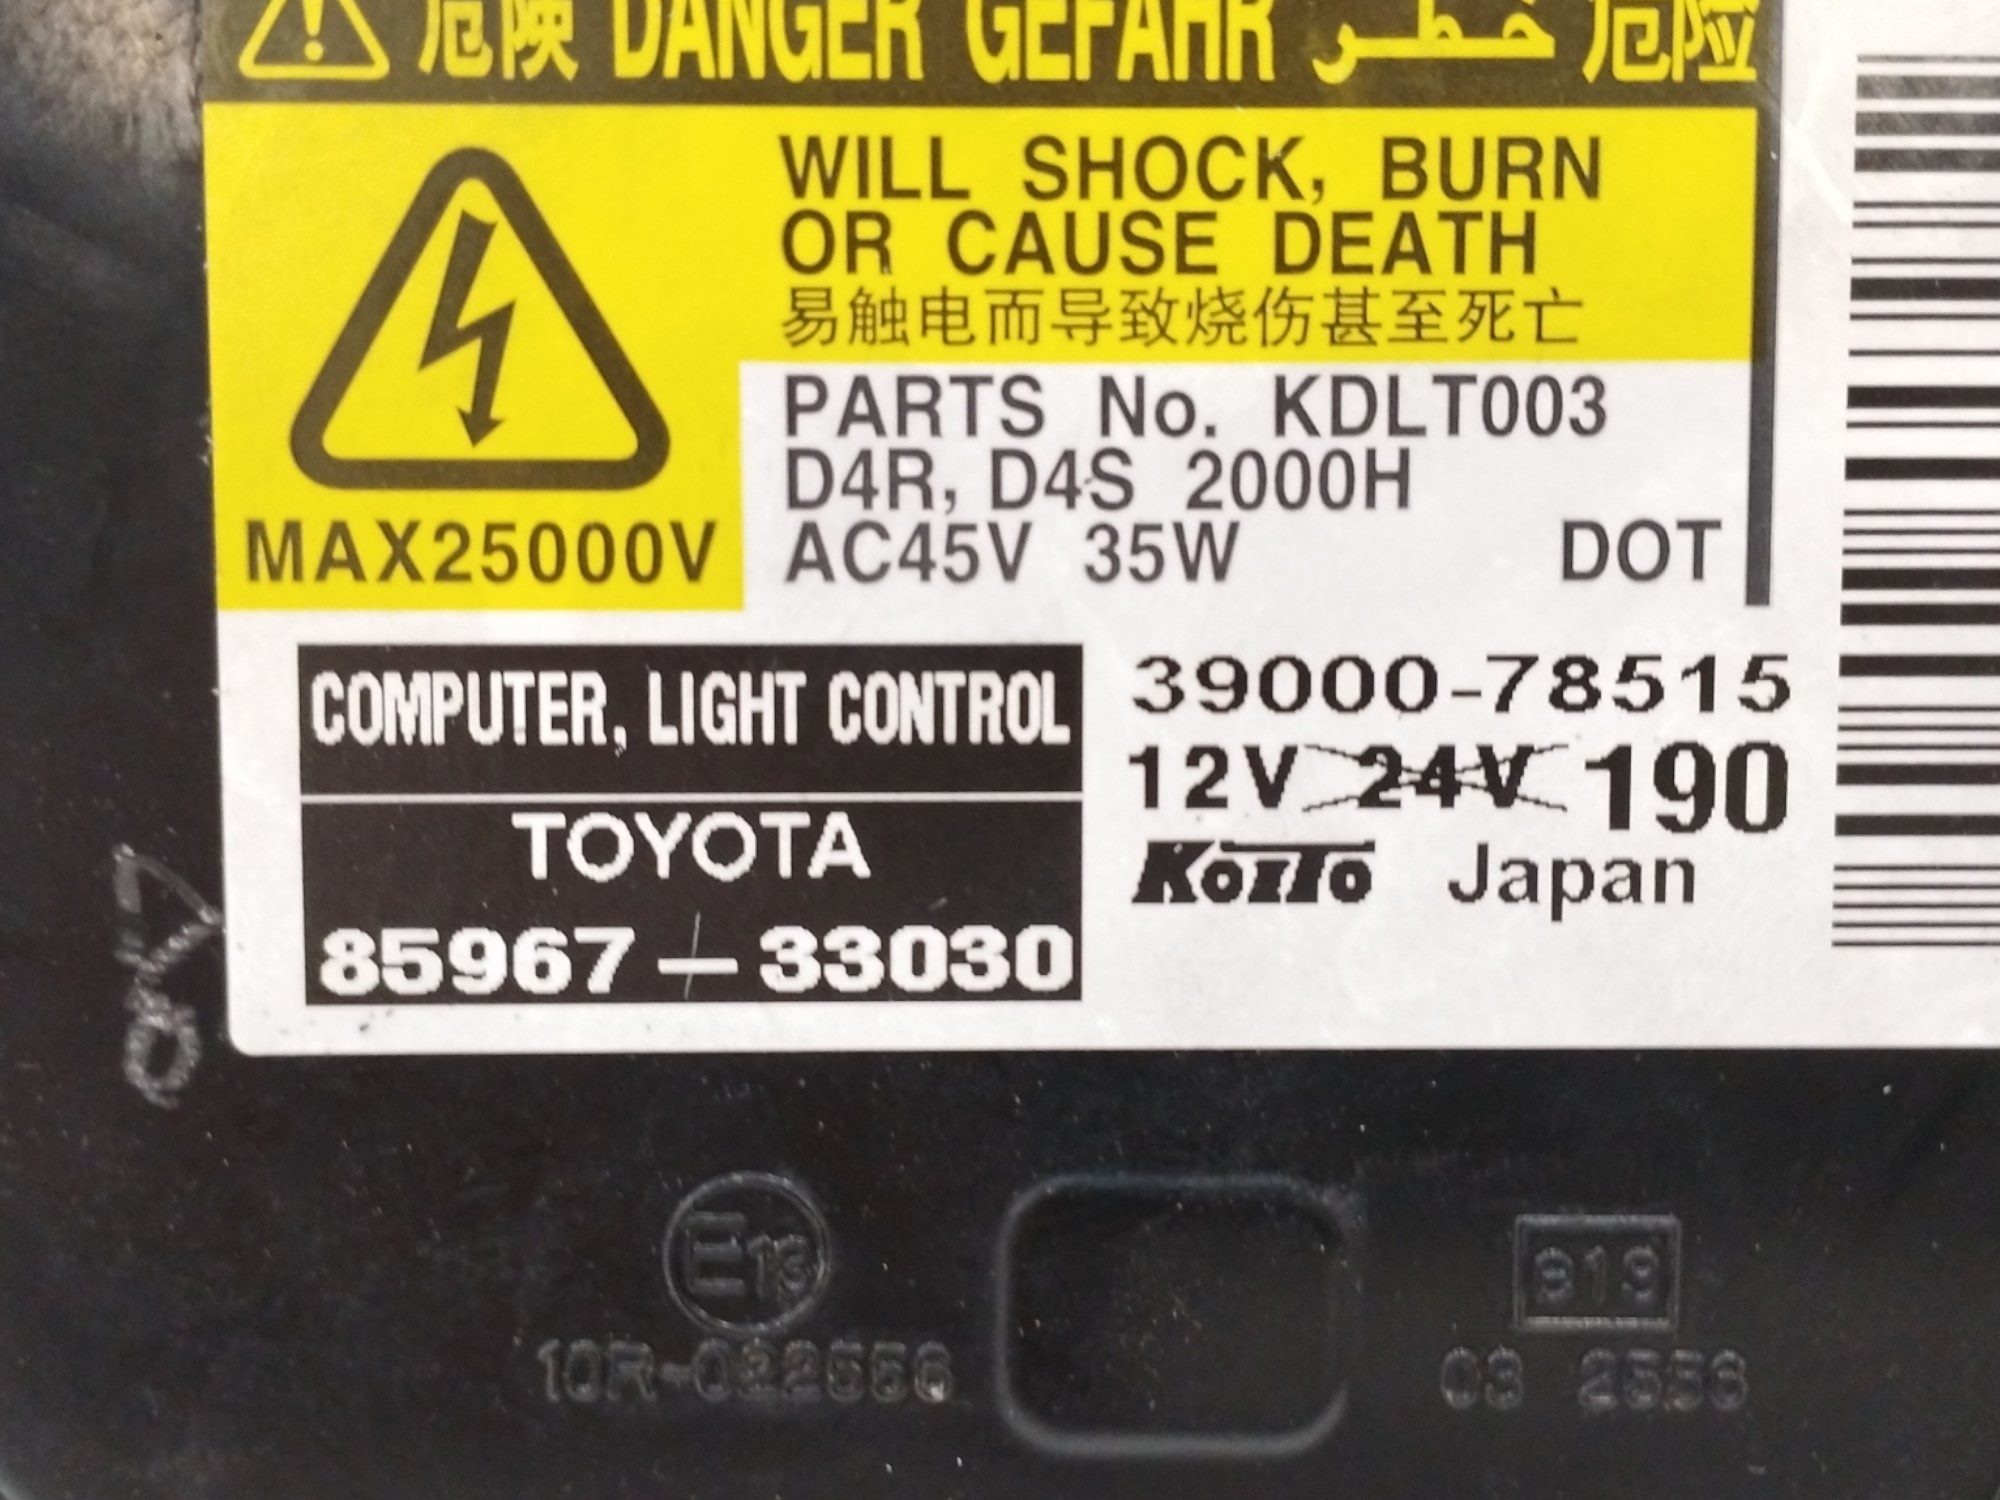 危険 DANGER GEFAHR خطر 危险
WILL SHOCK, BURN
OR CAUSE DEATH
易触电而导致烧伤甚至死亡
MAX25000V
PARTS No. KDLT003
D4R, D4S 2000H
AC45V 35W DOT
COMPUTER, LIGHT CONTROL
TOYOTA
85967-33030
39000-78515
12V 24V 190
KOITO Japan
E13
10R-022556
919
03 2556